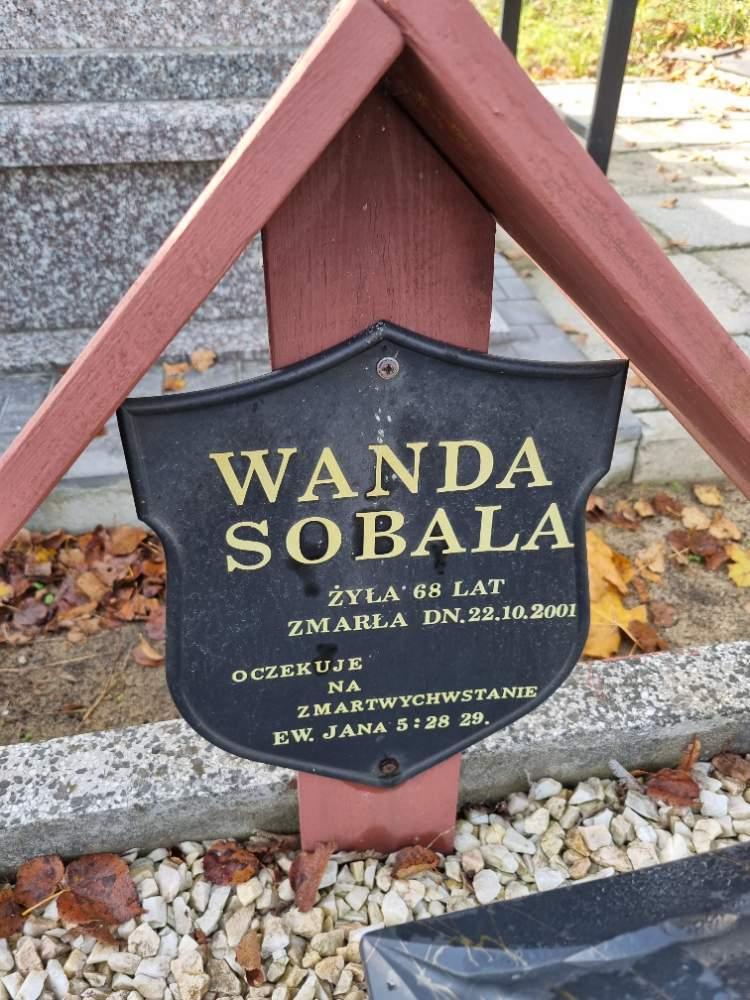 WANDA
SOBALA
ŻYŁA 68 LAT
ZMARŁA DN. 22.10.2001
OCZEKUJE
NA
ZMARTWYCHWSTANIE
EW. JANA 5:28 29.